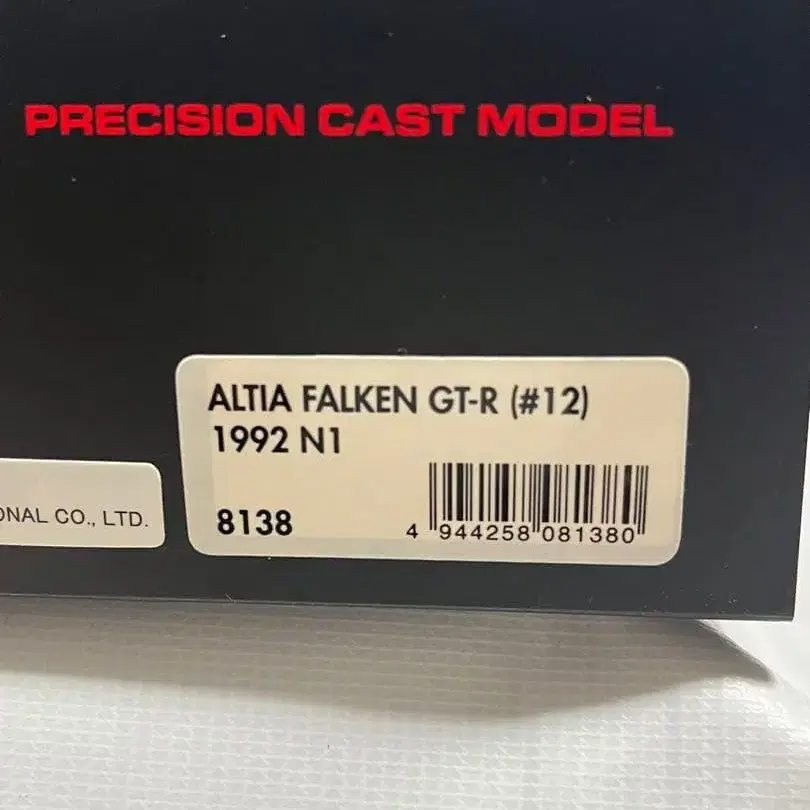 PRECISION CAST MODEL
ALTIA FALKEN GT-R (#12)
1992 N1
ONAL CO., LTD.
8138
4 944258 081380